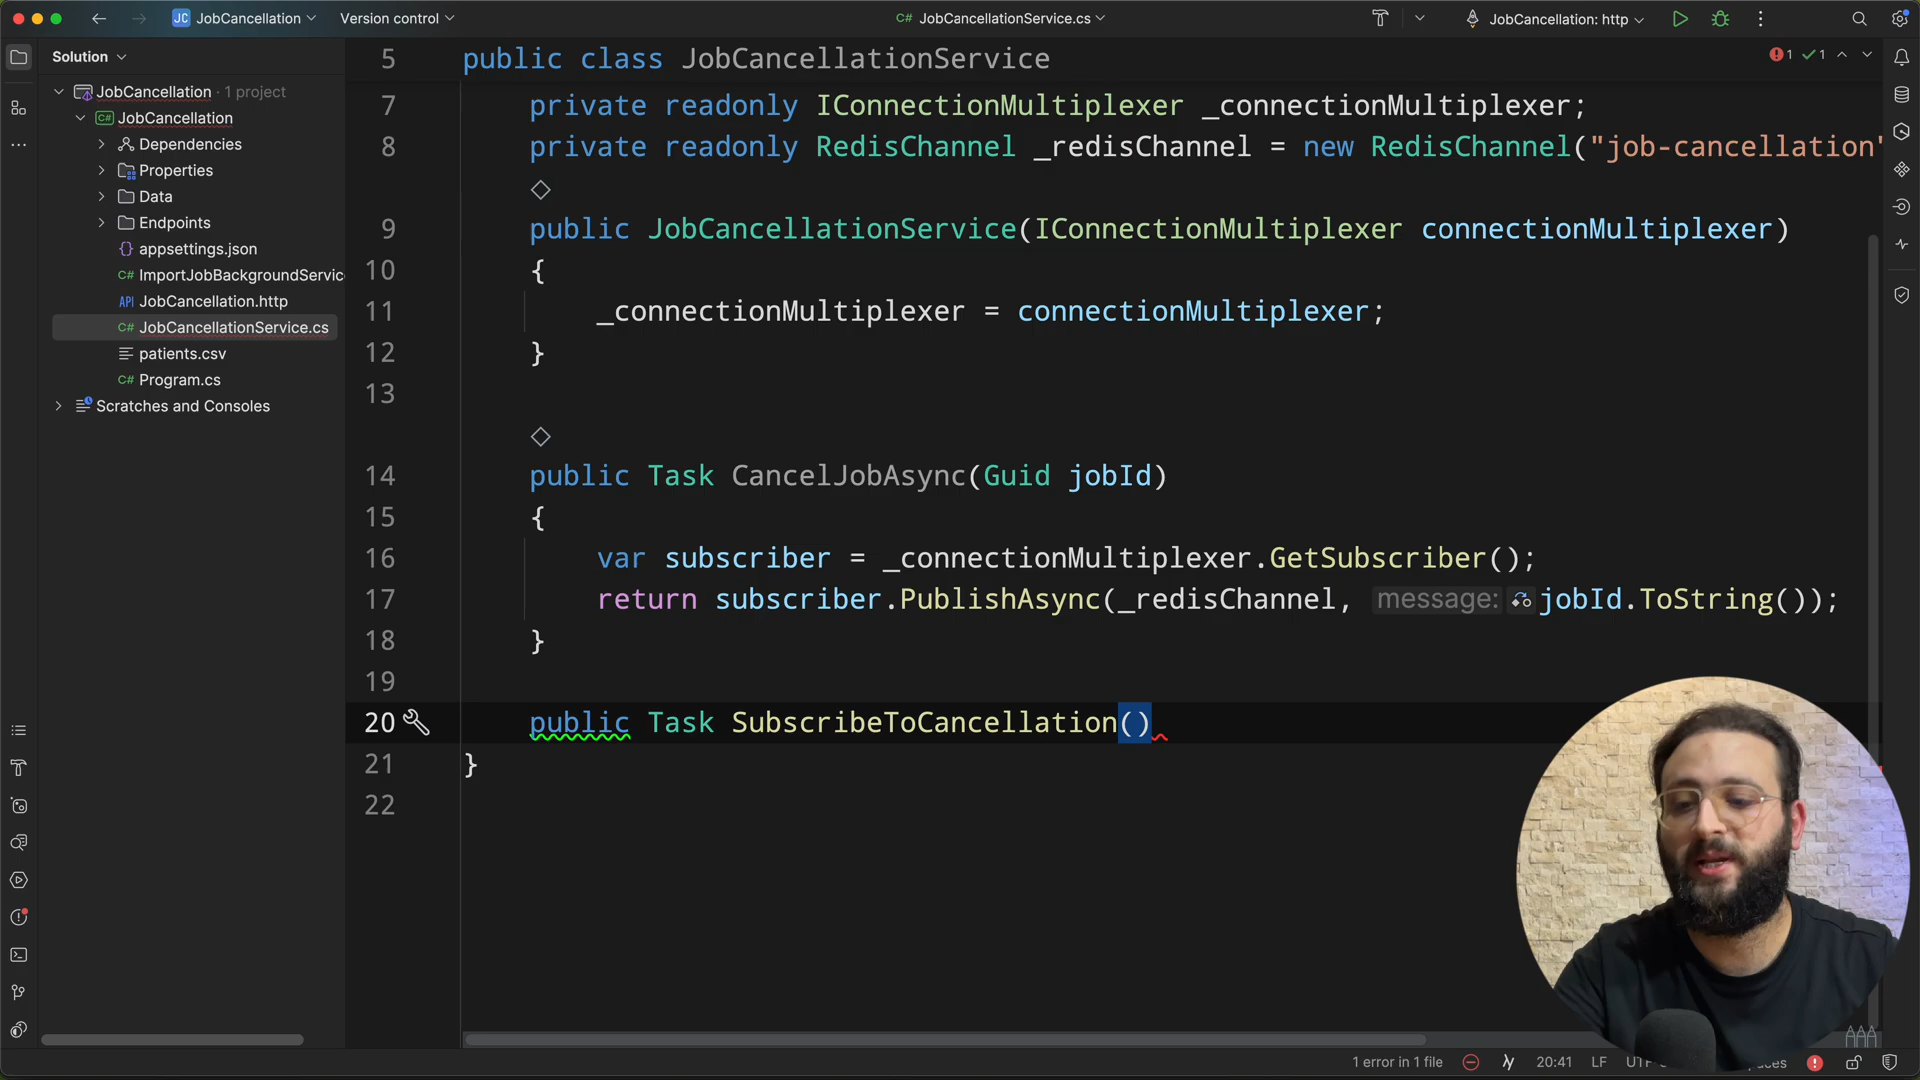 JC JobCancellation
Version control
C# JobCancellationService.cs
JobCancellation: http
Solution
JobCancellation · 1 project
C# JobCancellation
Dependencies
Properties
Data
Endpoints
{} appsettings.json
C# ImportJobBackgroundServic
API JobCancellation.http
C# JobCancellationService.cs
patients.csv
C# Program.cs
Scratches and Consoles
5 public class JobCancellationService
1 1
7 private readonly IConnectionMultiplexer _connectionMultiplexer;
8 private readonly RedisChannel _redisChannel = new RedisChannel("job-cancellation"
9 public JobCancellationService(IConnectionMultiplexer connectionMultiplexer)
10 {
11 _connectionMultiplexer = connectionMultiplexer;
12 }
13
14 public Task CancelJobAsync(Guid jobId)
15 {
16 var subscriber = _connectionMultiplexer.GetSubscriber();
17 return subscriber.PublishAsync(_redisChannel, message: jobId.ToString());
18 }
19
20 public Task SubscribeToCancellation()
21 }
22
1 error in 1 file
20:41
LF